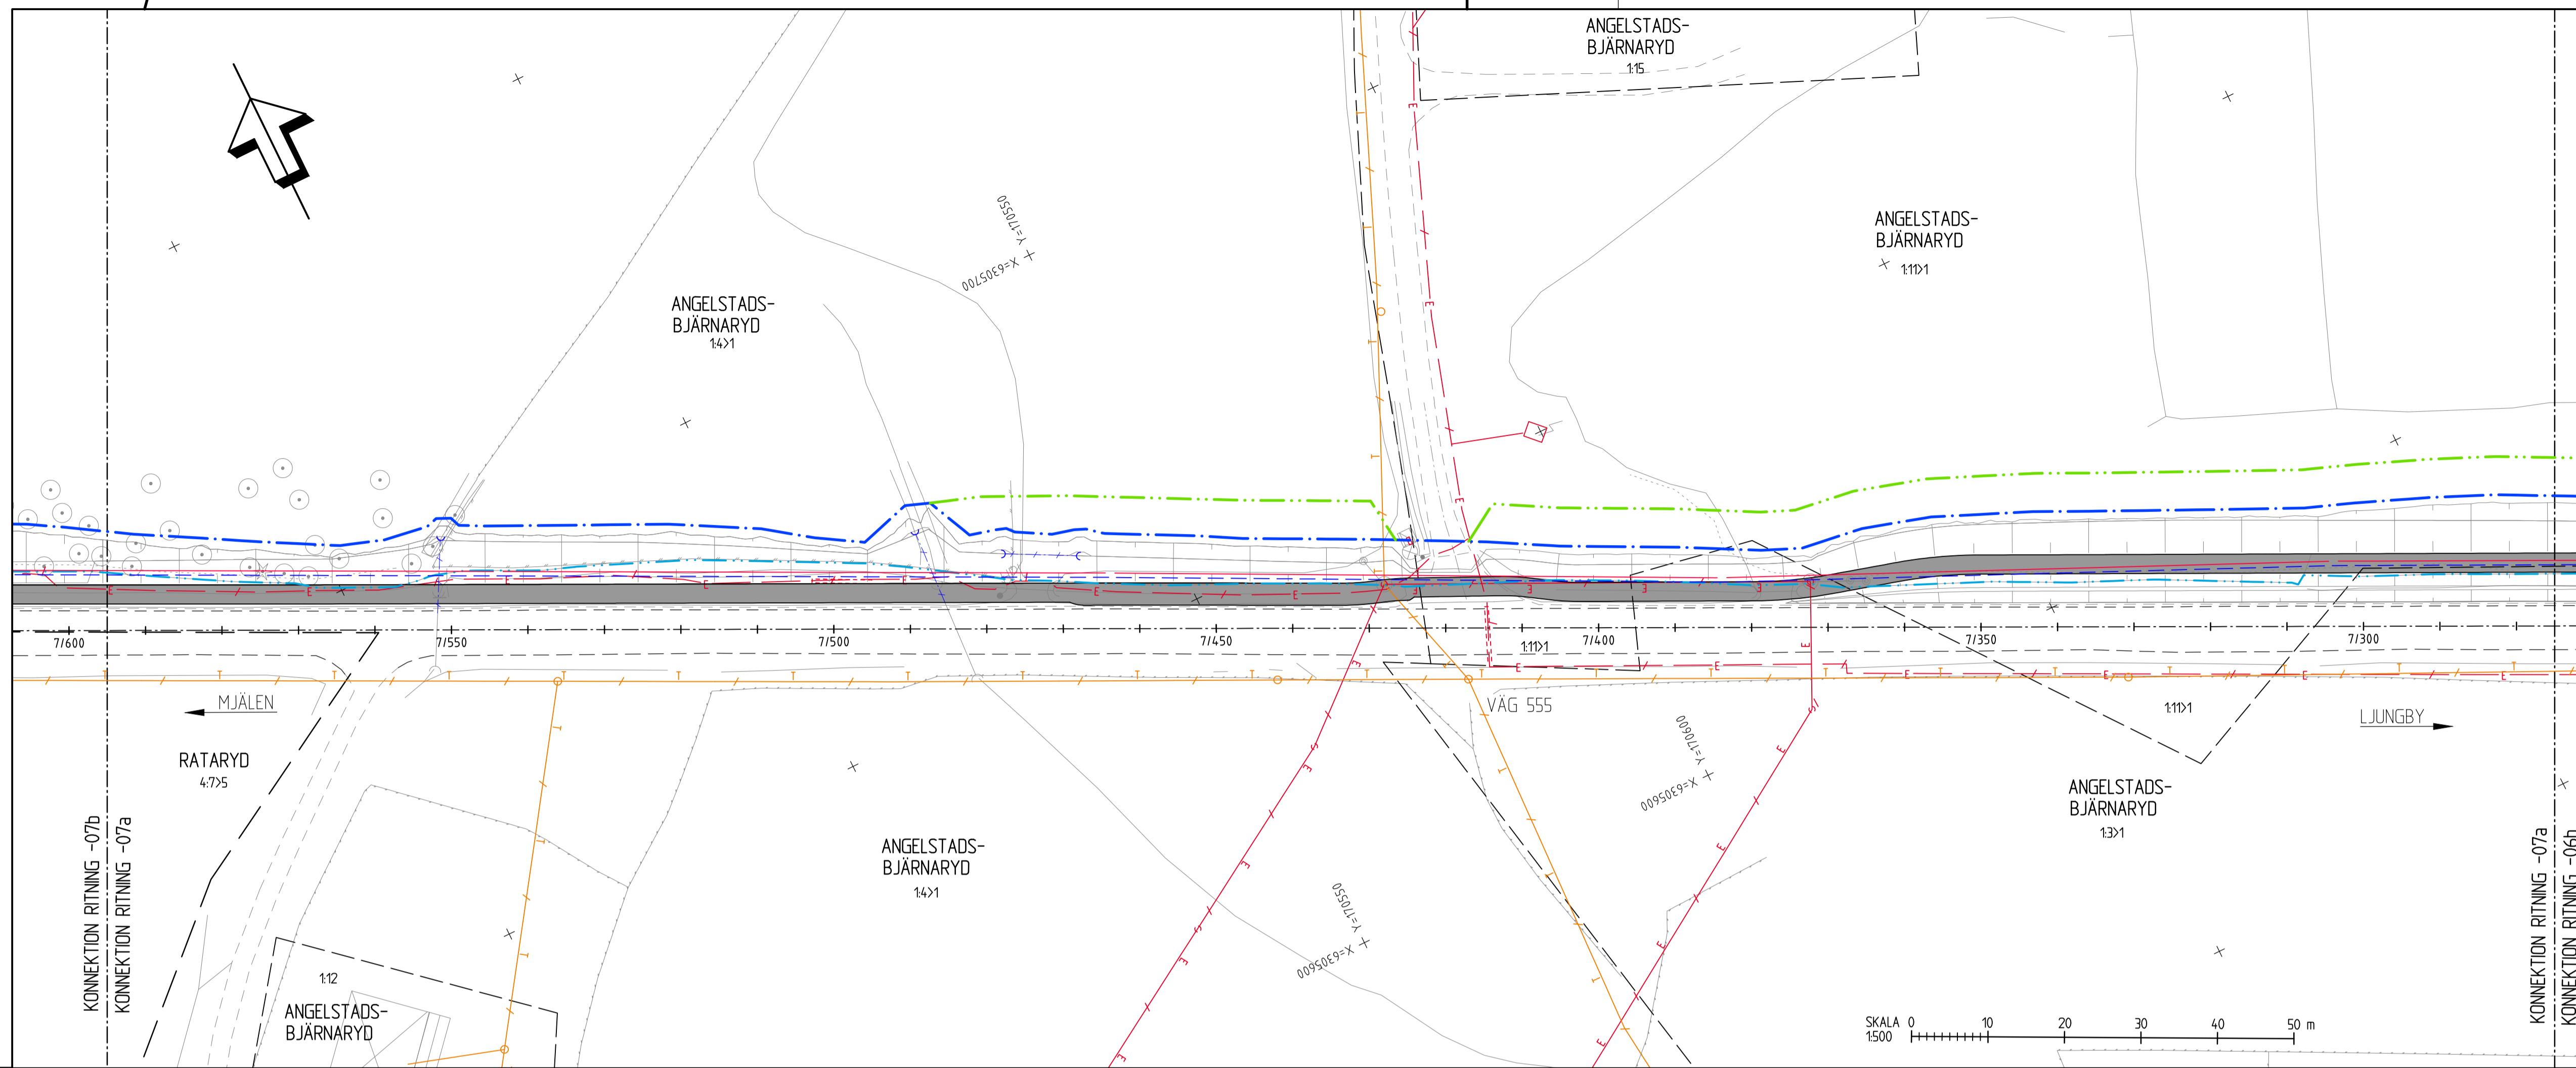 ANGELSTADS-
BJÄRNARYD
1:15
ANGELSTADS-
BJÄRNARYD
1:11>1
Y=170550
X=6305700
ANGELSTADS-
BJÄRNARYD
1:4>1
7/600
7/550
7/500
7/450
7/400
7/350
7/300
1:11>1
MJÄLEN
VÄG 555
1:11>1
LJUNGBY
RATARYD
4:7>5
Y=170600
X=6305600
ANGELSTADS-
BJÄRNARYD
1:3>1
ANGELSTADS-
BJÄRNARYD
1:4>1
Y=170550
X=6305600
KONNEKTION RITNING -07b
KONNEKTION RITNING -07a
1:12
ANGELSTADS-
BJÄRNARYD
SKALA
1:500
0 10 20 30 40 50 m
KONNEKTION RITNING -07a
KONNEKTION RITNING -06b